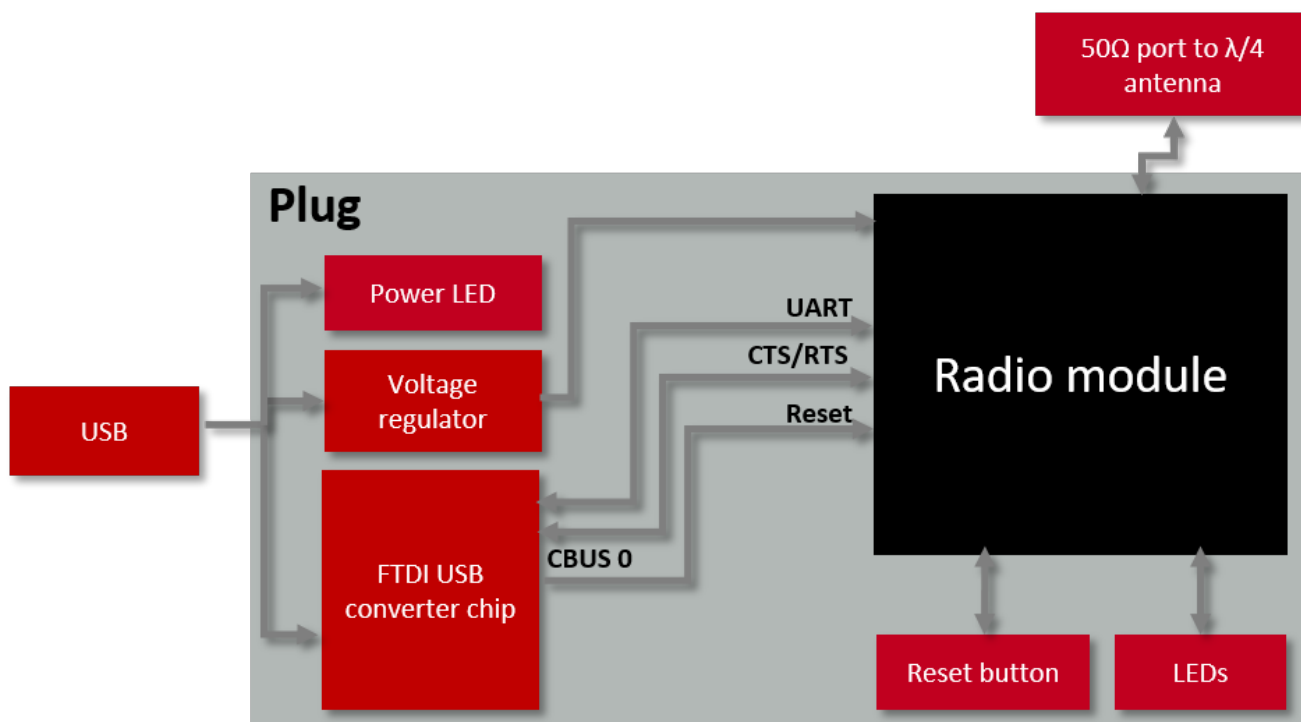 50Ω port to λ/4
antenna
Plug
Power LED
UART
CTS/RTS
Voltage
regulator
Radio module
Reset
USB
CBUS 0
FTDI USB
converter chip
Reset button
LEDs